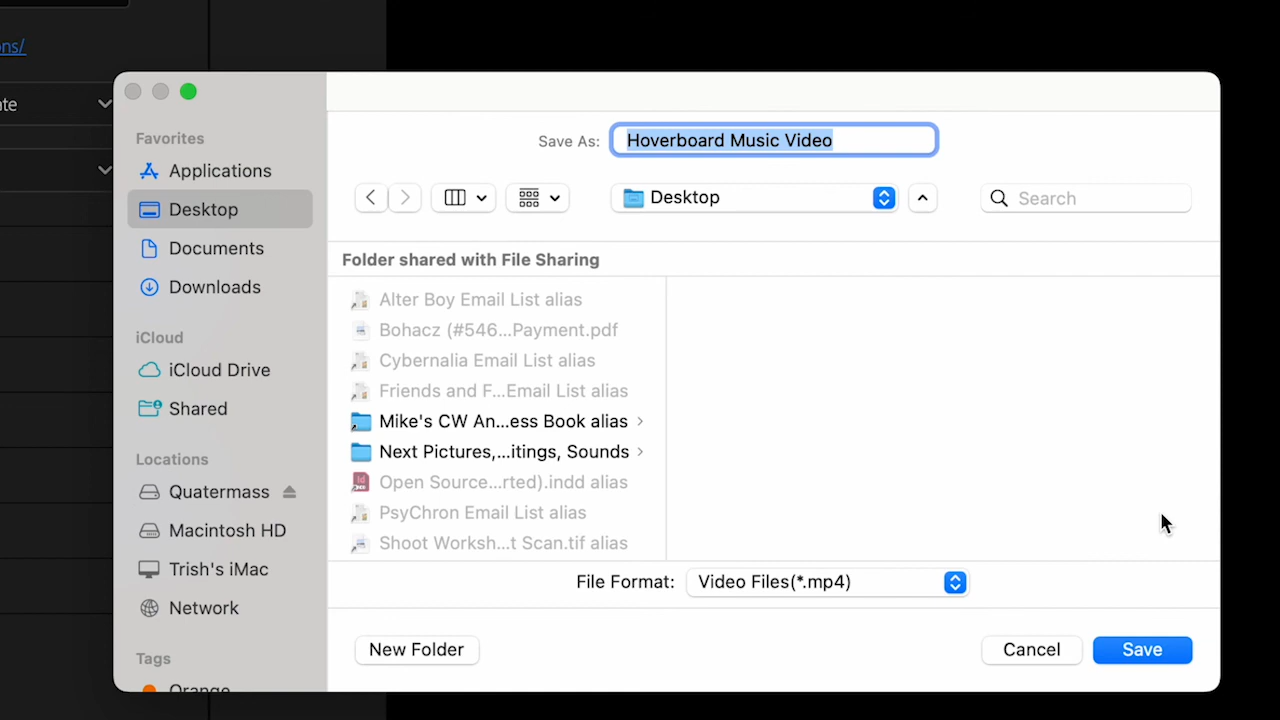 ons/
ate
Favorites
Applications
Desktop
Documents
Downloads
iCloud
iCloud Drive
Shared
Locations
Quatermass
Macintosh HD
Trish's iMac
Network
Tags
Orange
Save As: Hoverboard Music Video
Desktop
Search
Folder shared with File Sharing
Alter Boy Email List alias
Bohacz (#546...Payment.pdf
Cybernalia Email List alias
Friends and F...Email List alias
Mike's CW An...ess Book alias
Next Pictures,...itings, Sounds
Open Source...rted).indd alias
PsyChron Email List alias
Shoot Worksh...t Scan.tif alias
File Format: Video Files(*.mp4)
New Folder
Cancel
Save